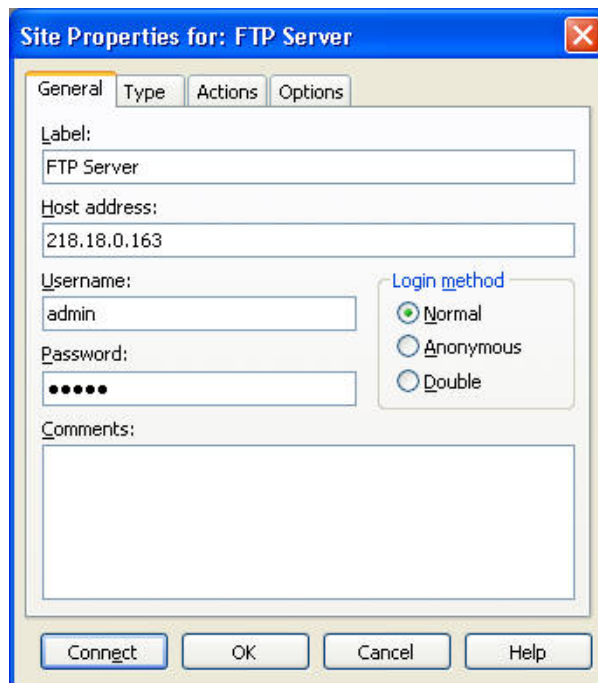 Site Properties for: FTP Server
General Type Actions Options
Label:
FTP Server
Host address:
218.18.0.163
Username:
admin
Password:
●●●●●
Login method
Normal
Anonymous
Double
Comments:
Connect OK Cancel Help